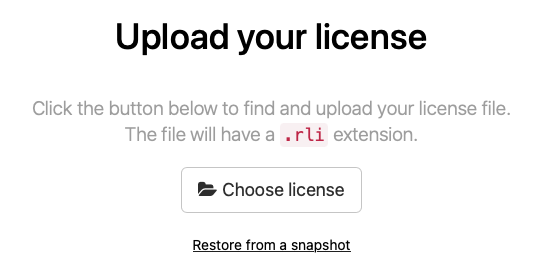 Upload your license
Click the button below to find and upload your license file.
The file will have a .rli extension.
Choose license
Restore from a snapshot